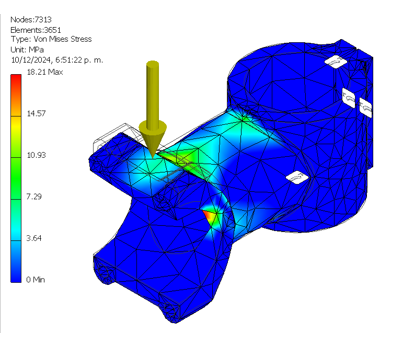 Nodes:7313
Elements:3651
Type: Von Mises Stress
Unit: MPa
10/12/2024, 6:51:22 p. m.
18.21 Max
14.57
10.93
7.29
3.64
0 Min